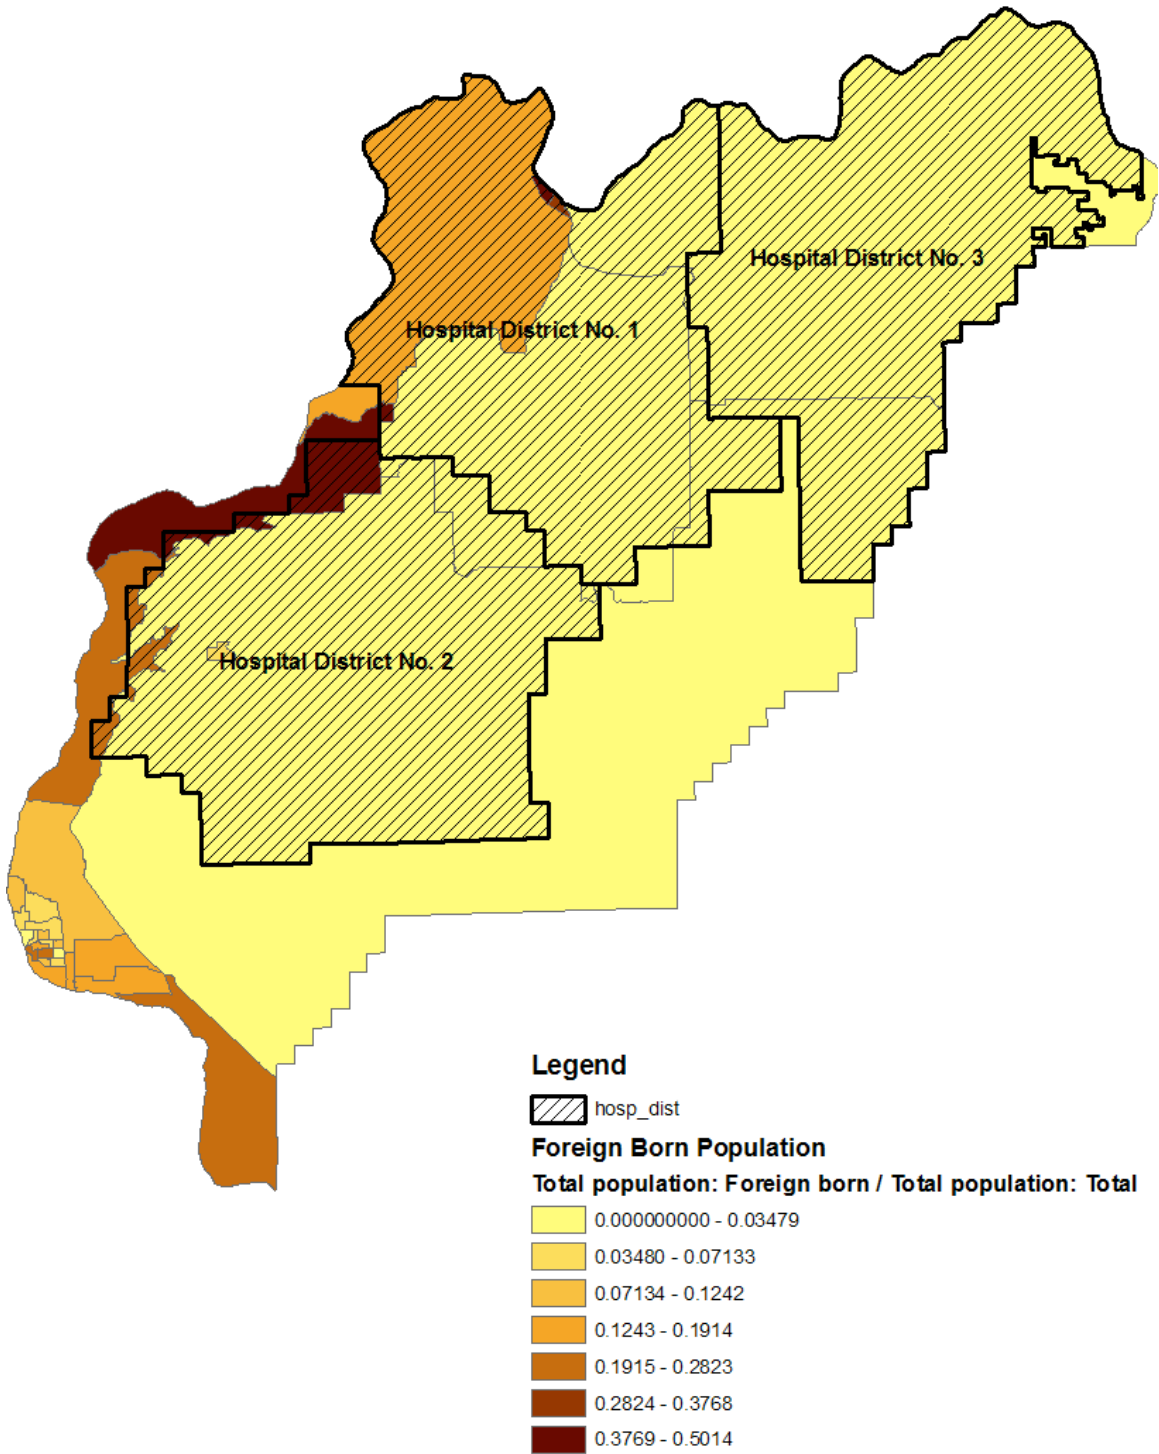 Hospital District No. 3
Hospital District No. 1
Hospital District No. 2
Legend
hosp_dist
Foreign Born Population
Total population: Foreign born / Total population: Total
0.000000000 - 0.03479
0.03480 - 0.07133
0.07134 - 0.1242
0.1243 - 0.1914
0.1915 - 0.2823
0.2824 - 0.3768
0.3769 - 0.5014